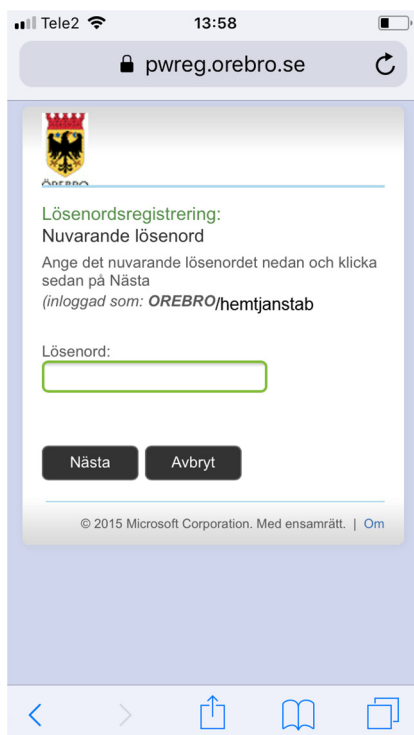 Tele2
13:58
pwreg.orebro.se
ÖREBRO
Lösenordsregistrering:
Nuvarande lösenord
Ange det nuvarande lösenordet nedan och klicka
sedan på Nästa
(inloggad som: OREBRO/hemtjanstab
Lösenord:
Nästa
Avbryt
© 2015 Microsoft Corporation. Med ensamrätt. | Om